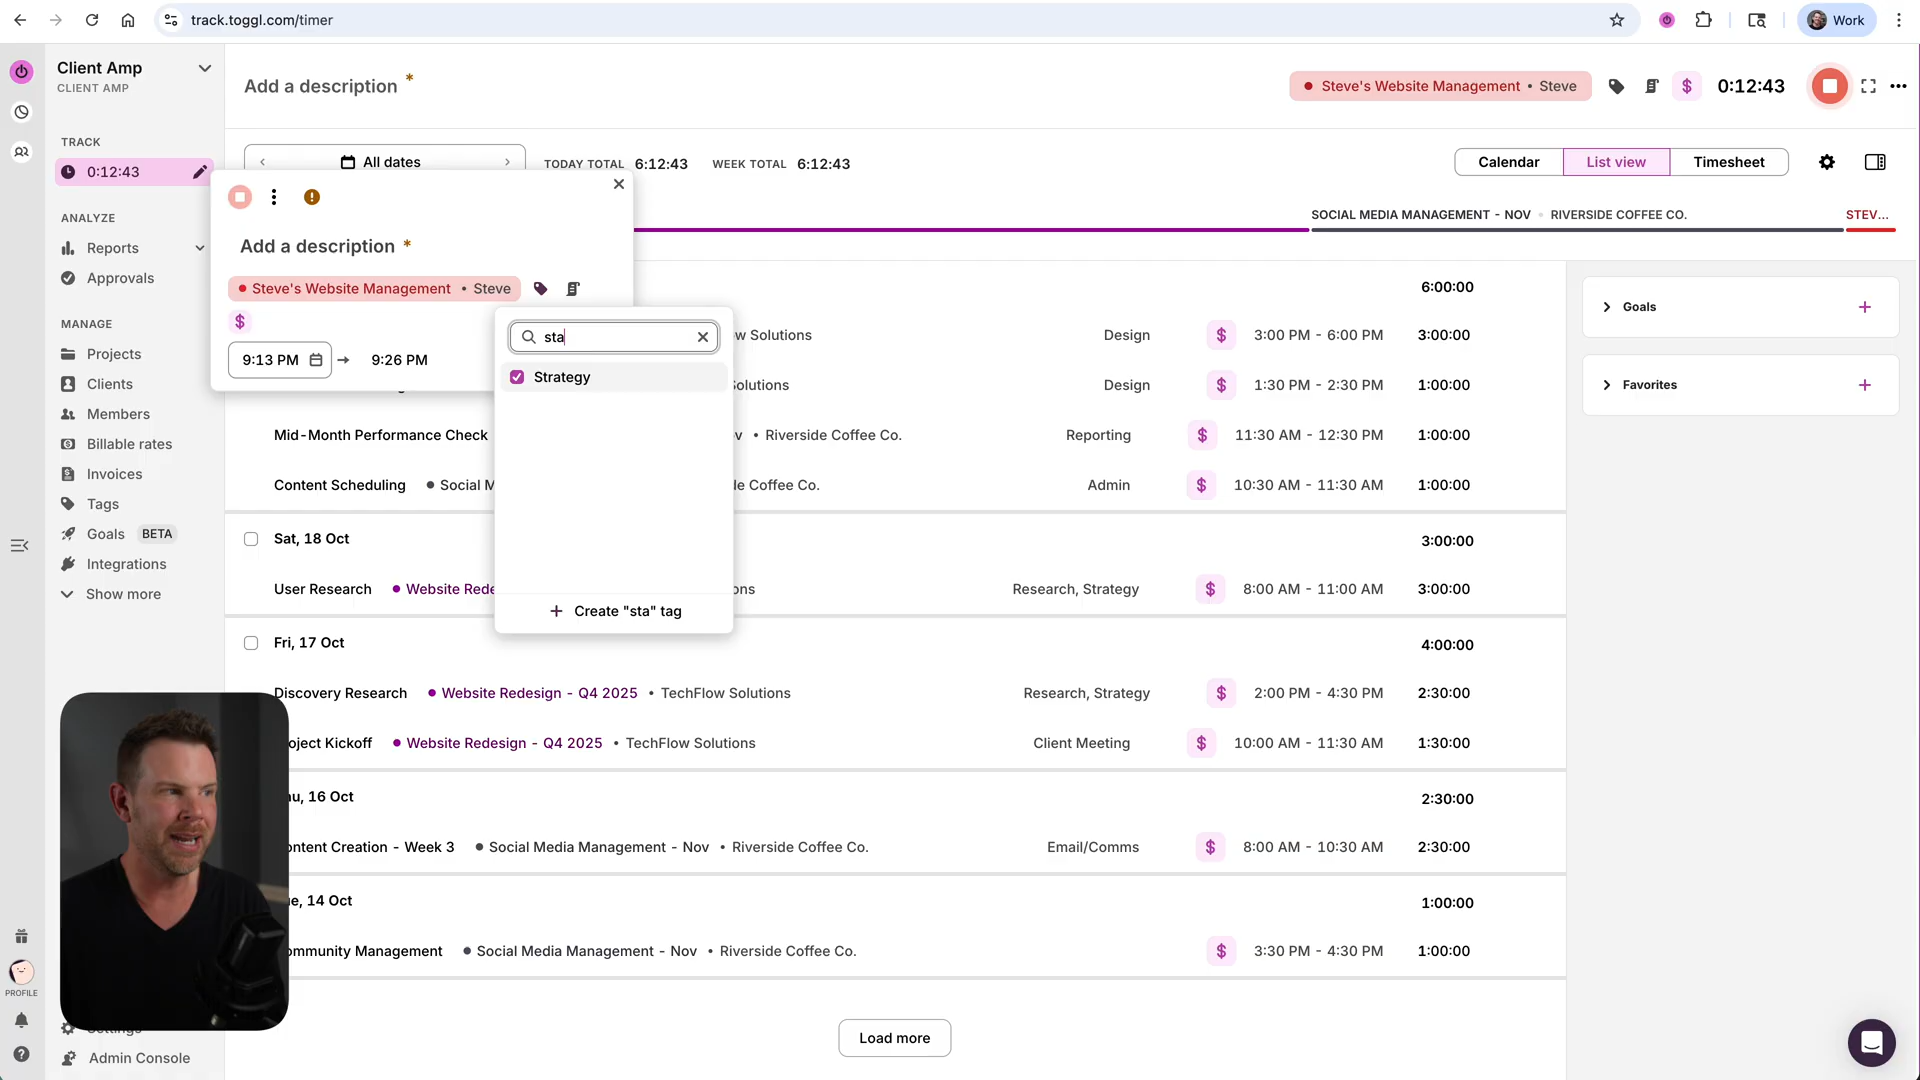 track.toggl.com/timer
Work
Client Amp
CLIENT AMP
TRACK
0:12:43
ANALYZE
Reports
Approvals
MANAGE
Projects
Clients
Members
Billable rates
Invoices
Tags
Goals BETA
Integrations
Show more
PROFILE
Settings
Admin Console
Add a description *
Steve's Website Management • Steve
$ 0:12:43
All dates
TODAY TOTAL 6:12:43 WEEK TOTAL 6:12:43
Calendar List view Timesheet
SOCIAL MEDIA MANAGEMENT - NOV • RIVERSIDE COFFEE CO. STEV...
Add a description *
Steve's Website Management • Steve
$
9:13 PM → 9:26 PM
sta
Strategy
+ Create "sta" tag
6:00:00
w Solutions Design $ 3:00 PM - 6:00 PM 3:00:00
Solutions Design $ 1:30 PM - 2:30 PM 1:00:00
Mid-Month Performance Check v • Riverside Coffee Co. Reporting $ 11:30 AM - 12:30 PM 1:00:00
Content Scheduling • Social M le Coffee Co. Admin $ 10:30 AM - 11:30 AM 1:00:00
Sat, 18 Oct 3:00:00
User Research • Website Rede ons Research, Strategy $ 8:00 AM - 11:00 AM 3:00:00
Fri, 17 Oct 4:00:00
Discovery Research • Website Redesign - Q4 2025 • TechFlow Solutions Research, Strategy $ 2:00 PM - 4:30 PM 2:30:00
oject Kickoff • Website Redesign - Q4 2025 • TechFlow Solutions Client Meeting $ 10:00 AM - 11:30 AM 1:30:00
u, 16 Oct 2:30:00
ontent Creation - Week 3 • Social Media Management - Nov • Riverside Coffee Co. Email/Comms $ 8:00 AM - 10:30 AM 2:30:00
e, 14 Oct 1:00:00
ommunity Management • Social Media Management - Nov • Riverside Coffee Co. $ 3:30 PM - 4:30 PM 1:00:00
Load more
Goals +
Favorites +